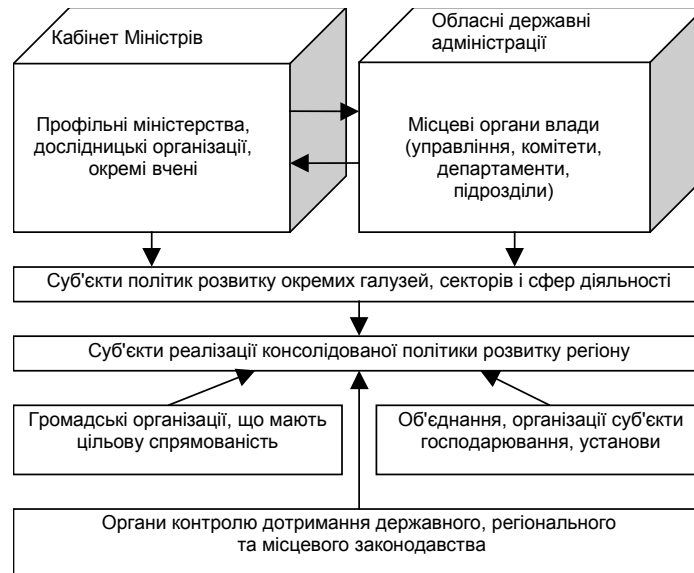 Кабінет Міністрів
Обласні державні
адміністрації
Профільні міністерства,
дослідницькі організації,
окремі вчені
Місцеві органи влади
(управління, комітети,
департаменти,
підрозділи)
Суб'єкти політик розвитку окремих галузей, секторів і сфер діяльності
Суб'єкти реалізації консолідованої політики розвитку регіону
Громадські організації, що мають
цільову спрямованість
Об'єднання, організації суб'єкти
господарювання, установи
Органи контролю дотримання державного, регіонального
та місцевого законодавства